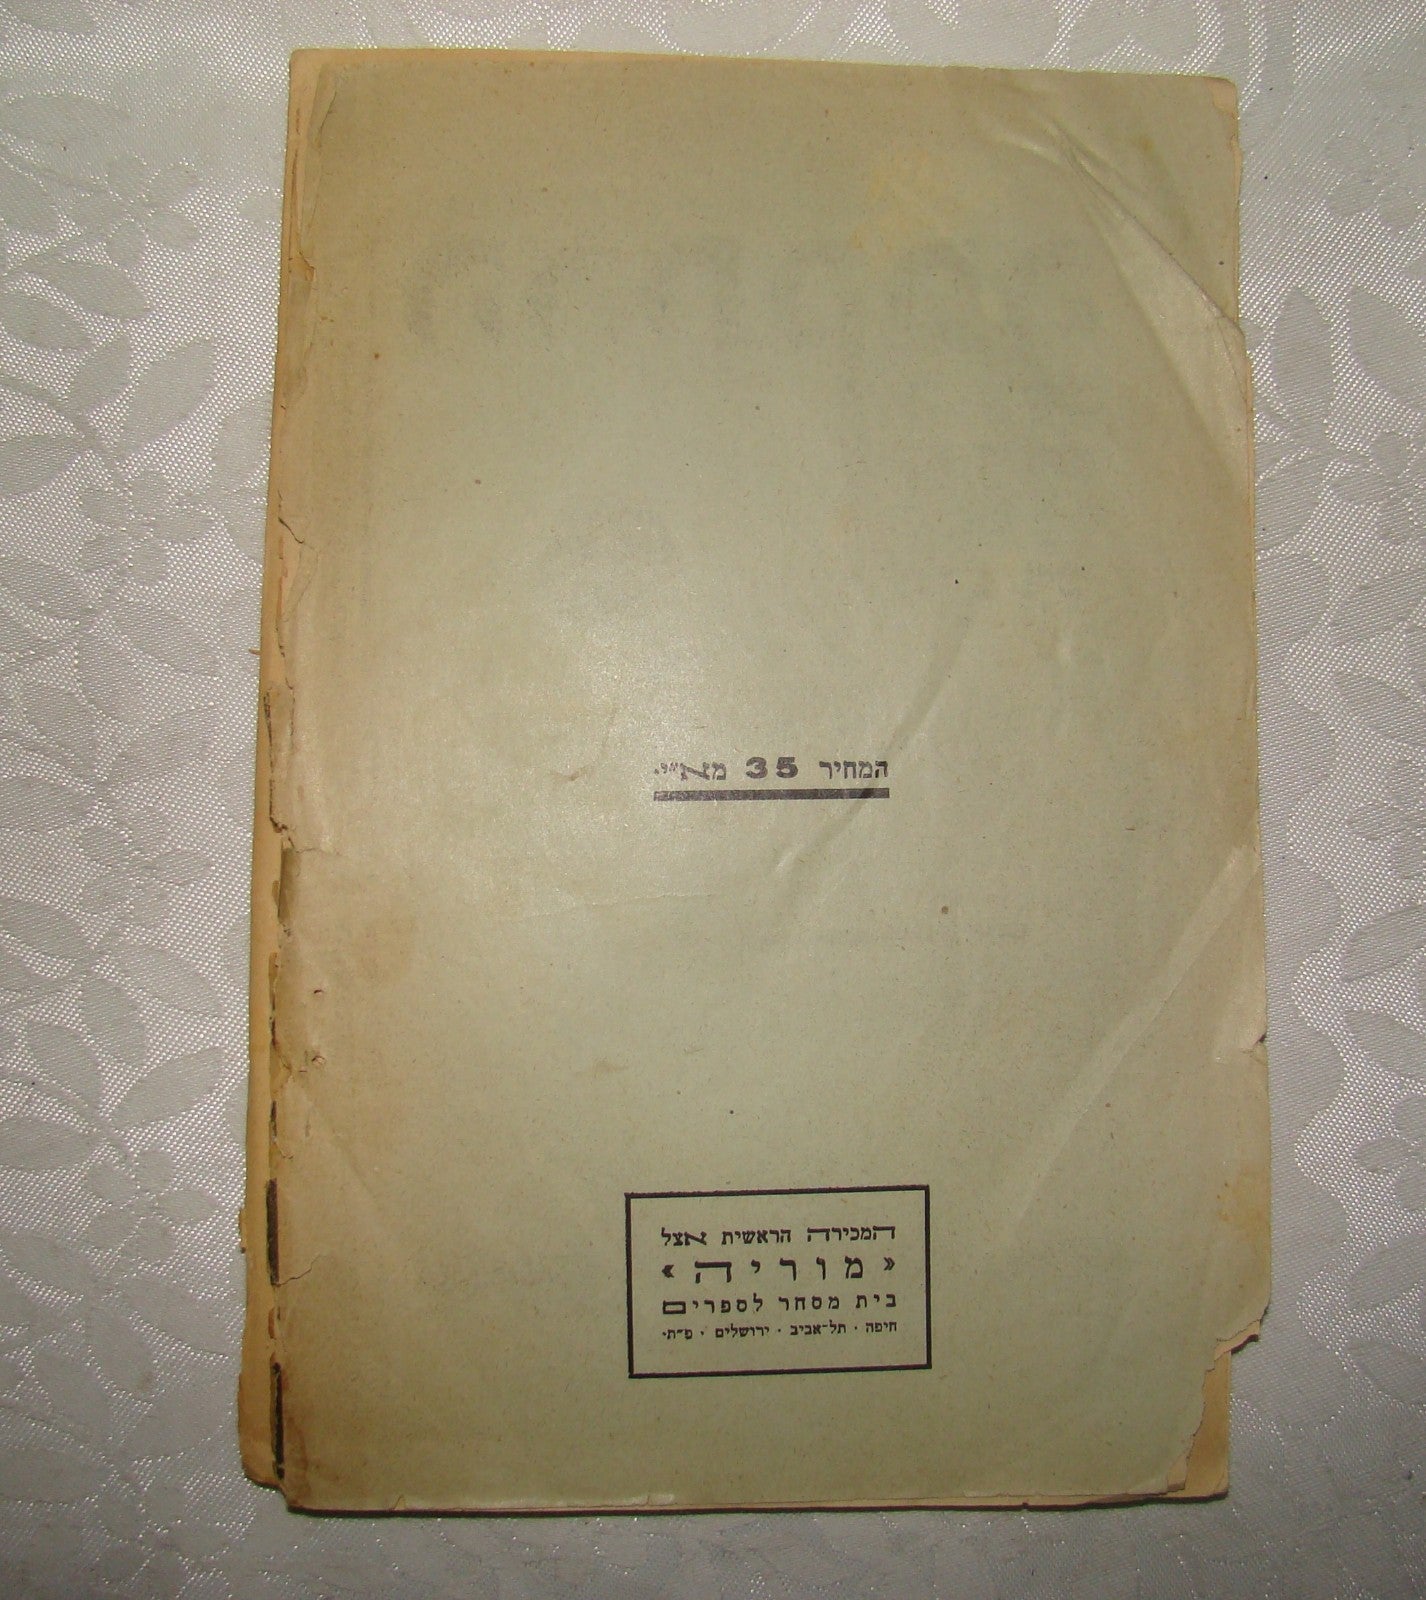 המחיר 35 מא״י.
המכירה הראשית אצל
« מוריה »
בית מסחר לספרים
חיפה · תל-אביב · ירושלים · פ״ת·